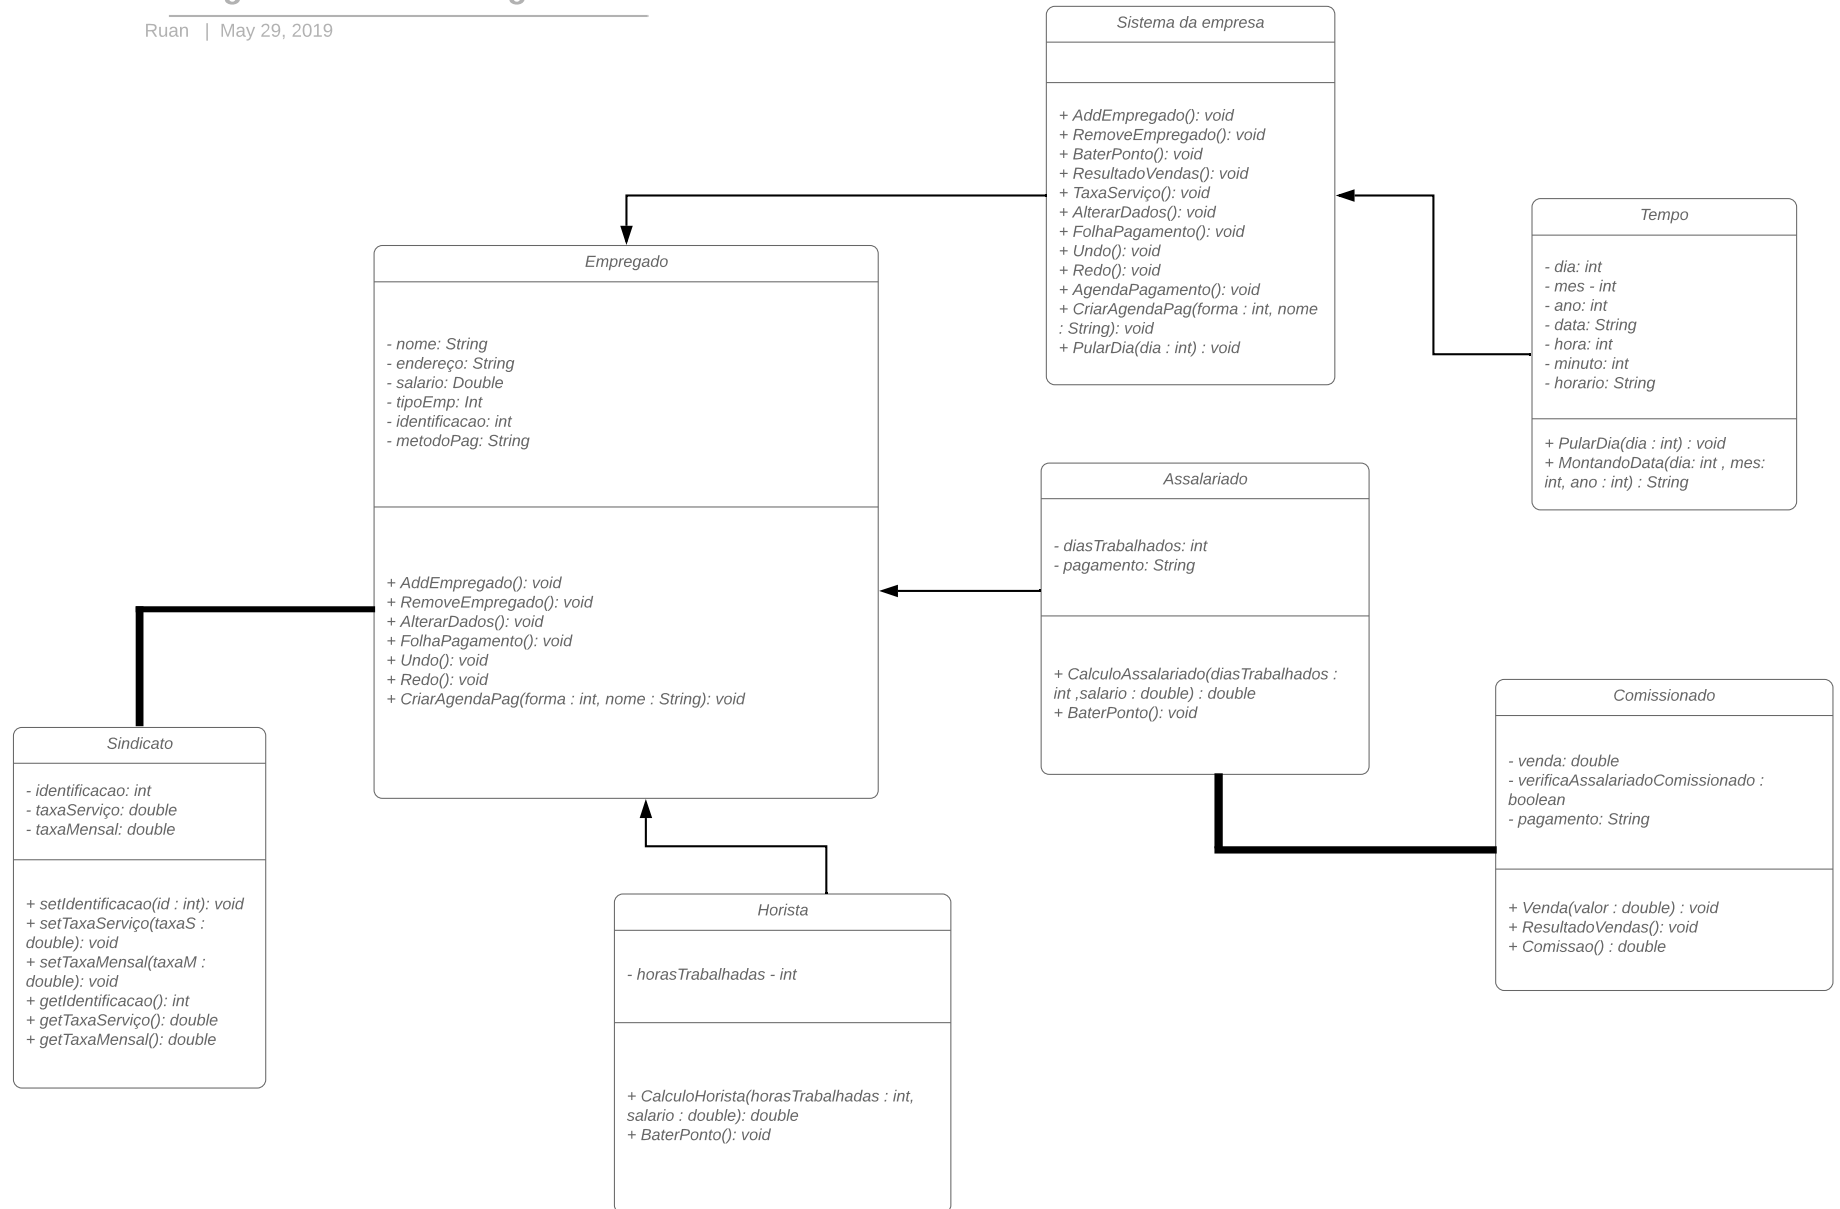 Ruan | May 29, 2019
Sistema da empresa
+ AddEmpregado(): void
+ RemoveEmpregado(): void
+ BaterPonto(): void
+ ResultadoVendas(): void
+ TaxaServiço(): void
+ AlterarDados(): void
+ FolhaPagamento(): void
+ Undo(): void
+ Redo(): void
+ AgendaPagamento(): void
+ CriarAgendaPag(forma : int, nome
: String): void
+ PularDia(dia : int) : void
Tempo
- dia: int
- mes - int
- ano: int
- data: String
- hora: int
- minuto: int
- horario: String
+ PularDia(dia : int) : void
+ MontandoData(dia: int , mes:
int, ano : int) : String
Empregado
- nome: String
- endereço: String
- salario: Double
- tipoEmp: Int
- identificacao: int
- metodoPag: String
+ AddEmpregado(): void
+ RemoveEmpregado(): void
+ AlterarDados(): void
+ FolhaPagamento(): void
+ Undo(): void
+ Redo(): void
+ CriarAgendaPag(forma : int, nome : String): void
Assalariado
- diasTrabalhados: int
- pagamento: String
+ CalculoAssalariado(diasTrabalhados :
int ,salario : double) : double
+ BaterPonto(): void
Comissionado
- venda: double
- verificaAssalariadoComissionado :
boolean
- pagamento: String
+ Venda(valor : double) : void
+ ResultadoVendas(): void
+ Comissao() : double
Sindicato
- identificacao: int
- taxaServiço: double
- taxaMensal: double
+ setIdentificacao(id : int): void
+ setTaxaServiço(taxaS :
double): void
+ setTaxaMensal(taxaM :
double): void
+ getIdentificacao(): int
+ getTaxaServiço(): double
+ getTaxaMensal(): double
Horista
- horasTrabalhadas - int
+ CalculoHorista(horasTrabalhadas : int,
salario : double): double
+ BaterPonto(): void